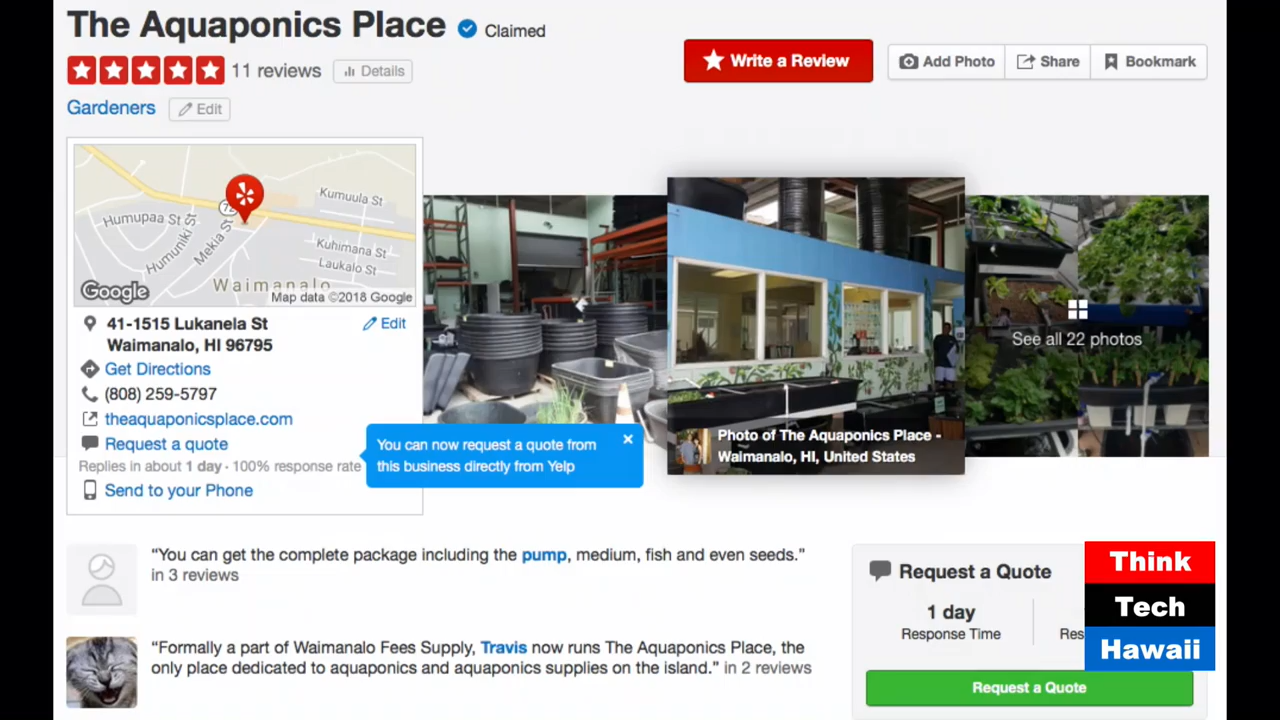 The Aquaponics Place
Claimed
11 reviews
Details
Write a Review
Add Photo
Share
Bookmark
Gardeners
Edit
Kumuula St
72
Humupaa St
Humuniki St
Mekia St
Kuhimana St
Laukalo St
Waimanalo
Google
Map data ©2018 Google
41-1515 Lukanela St
Edit
Waimanalo, HI 96795
Get Directions
(808) 259-5797
theaquaponicsplace.com
Request a quote
Replies in about 1 day · 100% response rate
Send to your Phone
You can now request a quote from
this business directly from Yelp
Photo of The Aquaponics Place -
Waimanalo, HI, United States
See all 22 photos
“You can get the complete package including the pump, medium, fish and even seeds.”
in 3 reviews
“Formally a part of Waimanalo Fees Supply, Travis now runs The Aquaponics Place, the
only place dedicated to aquaponics and aquaponics supplies on the island.” in 2 reviews
Request a Quote
1 day
Response Time
Request a Quote
Think
Tech
Hawaii